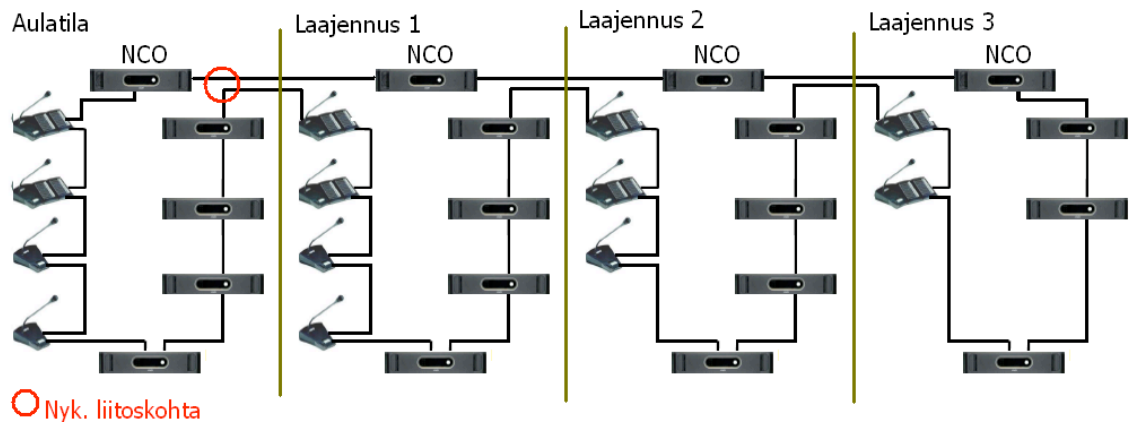 Aulatila
Laajennus 1
Laajennus 2
Laajennus 3
NCO
NCO
NCO
NCO
Nyk. liitoskohta